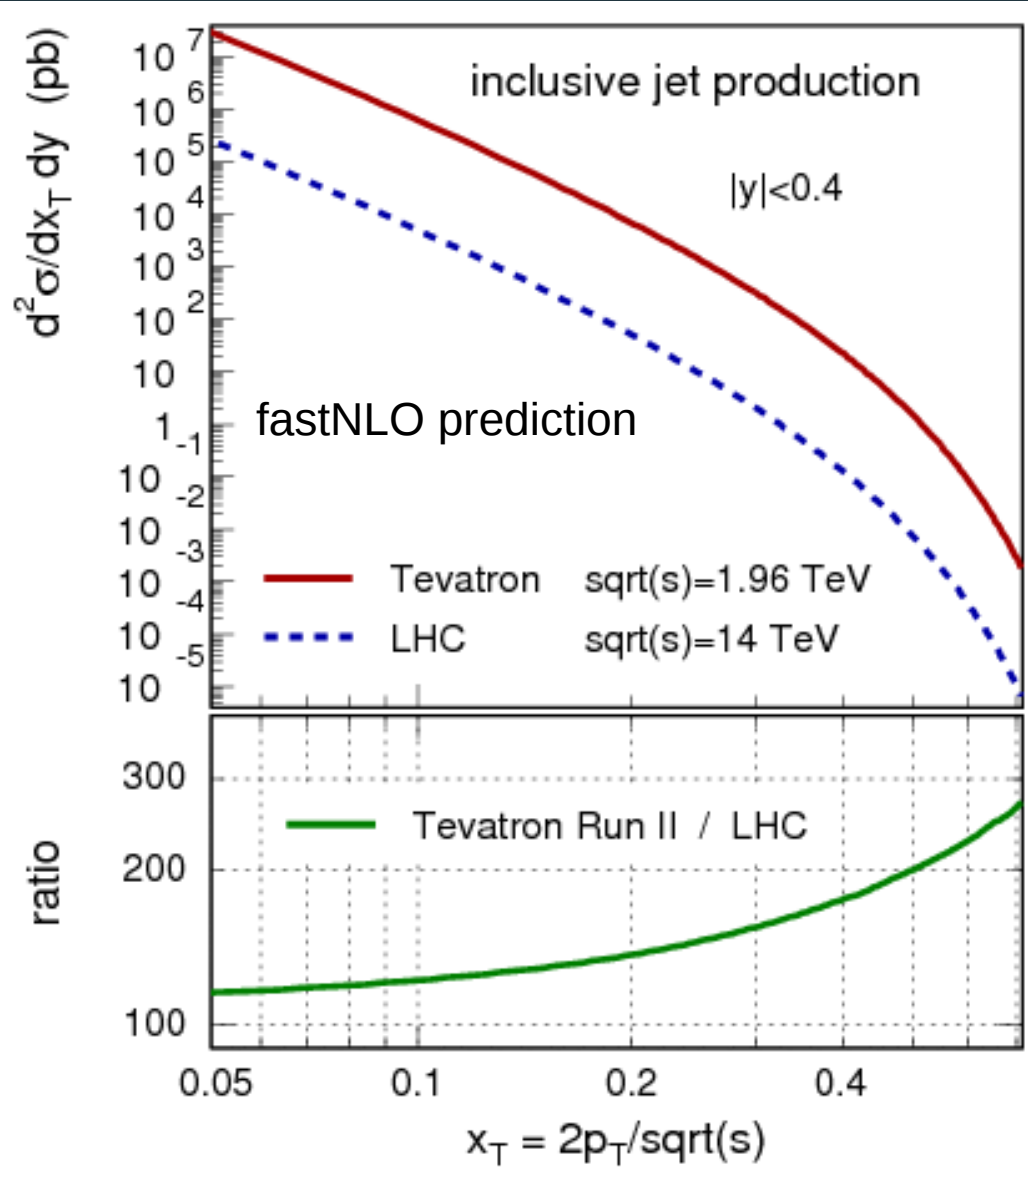 d²σ/dx_T dy (pb)
10⁷
10⁶
10⁵
10⁴
10³
10²
10
1
10⁻¹
10⁻²
10⁻³
10⁻⁴
10⁻⁵
inclusive jet production
|y|<0.4
fastNLO prediction
Tevatron sqrt(s)=1.96 TeV
LHC sqrt(s)=14 TeV
ratio
300
200
100
Tevatron Run II / LHC
0.05 0.1 0.2 0.4
x_T = 2p_T/sqrt(s)